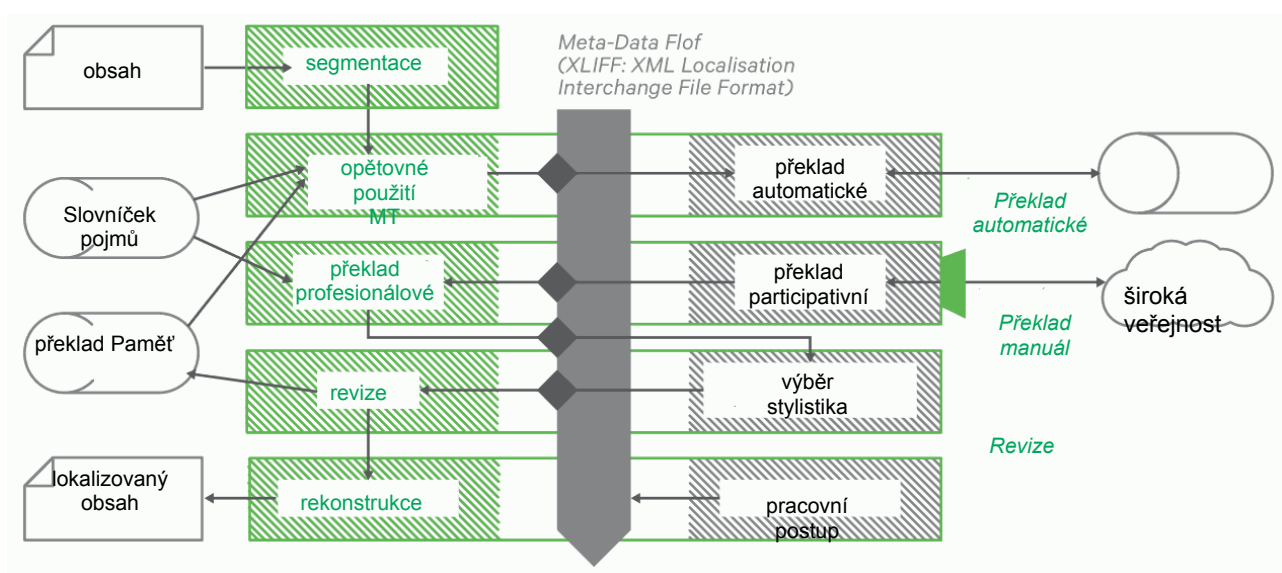 obsah
segmentace
Meta-Data Flof
(XLIFF: XML Localisation
Interchange File Format)
opětovné
použití
MT
překlad
automatické
Překlad
automatické
Slovníček
pojmů
překlad
profesionálové
překlad
participativní
široká
veřejnost
Překlad
manuál
překlad Paměť
revize
výběr
stylistika
Revize
lokalizovaný
obsah
rekonstrukce
pracovní
postup